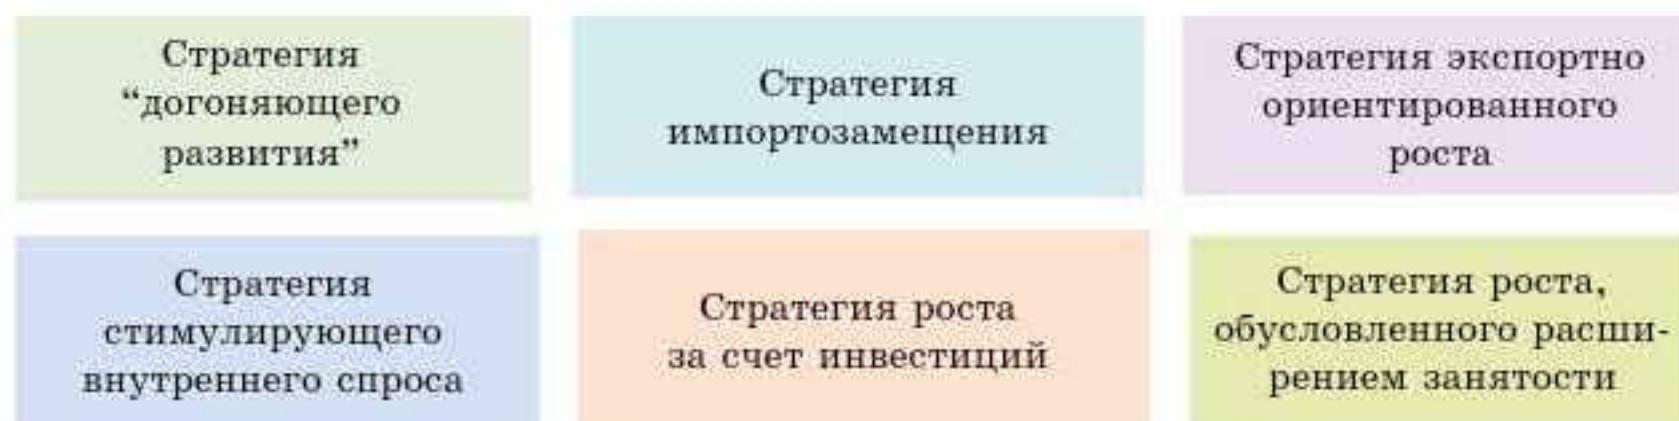 Стратегия
“догоняющего
развития”
Стратегия
импортозамещения
Стратегия экспортно
ориентированного
роста
Стратегия
стимулирующего
внутреннего спроса
Стратегия роста
за счет инвестиций
Стратегия роста,
обусловленного расши-
рением занятости